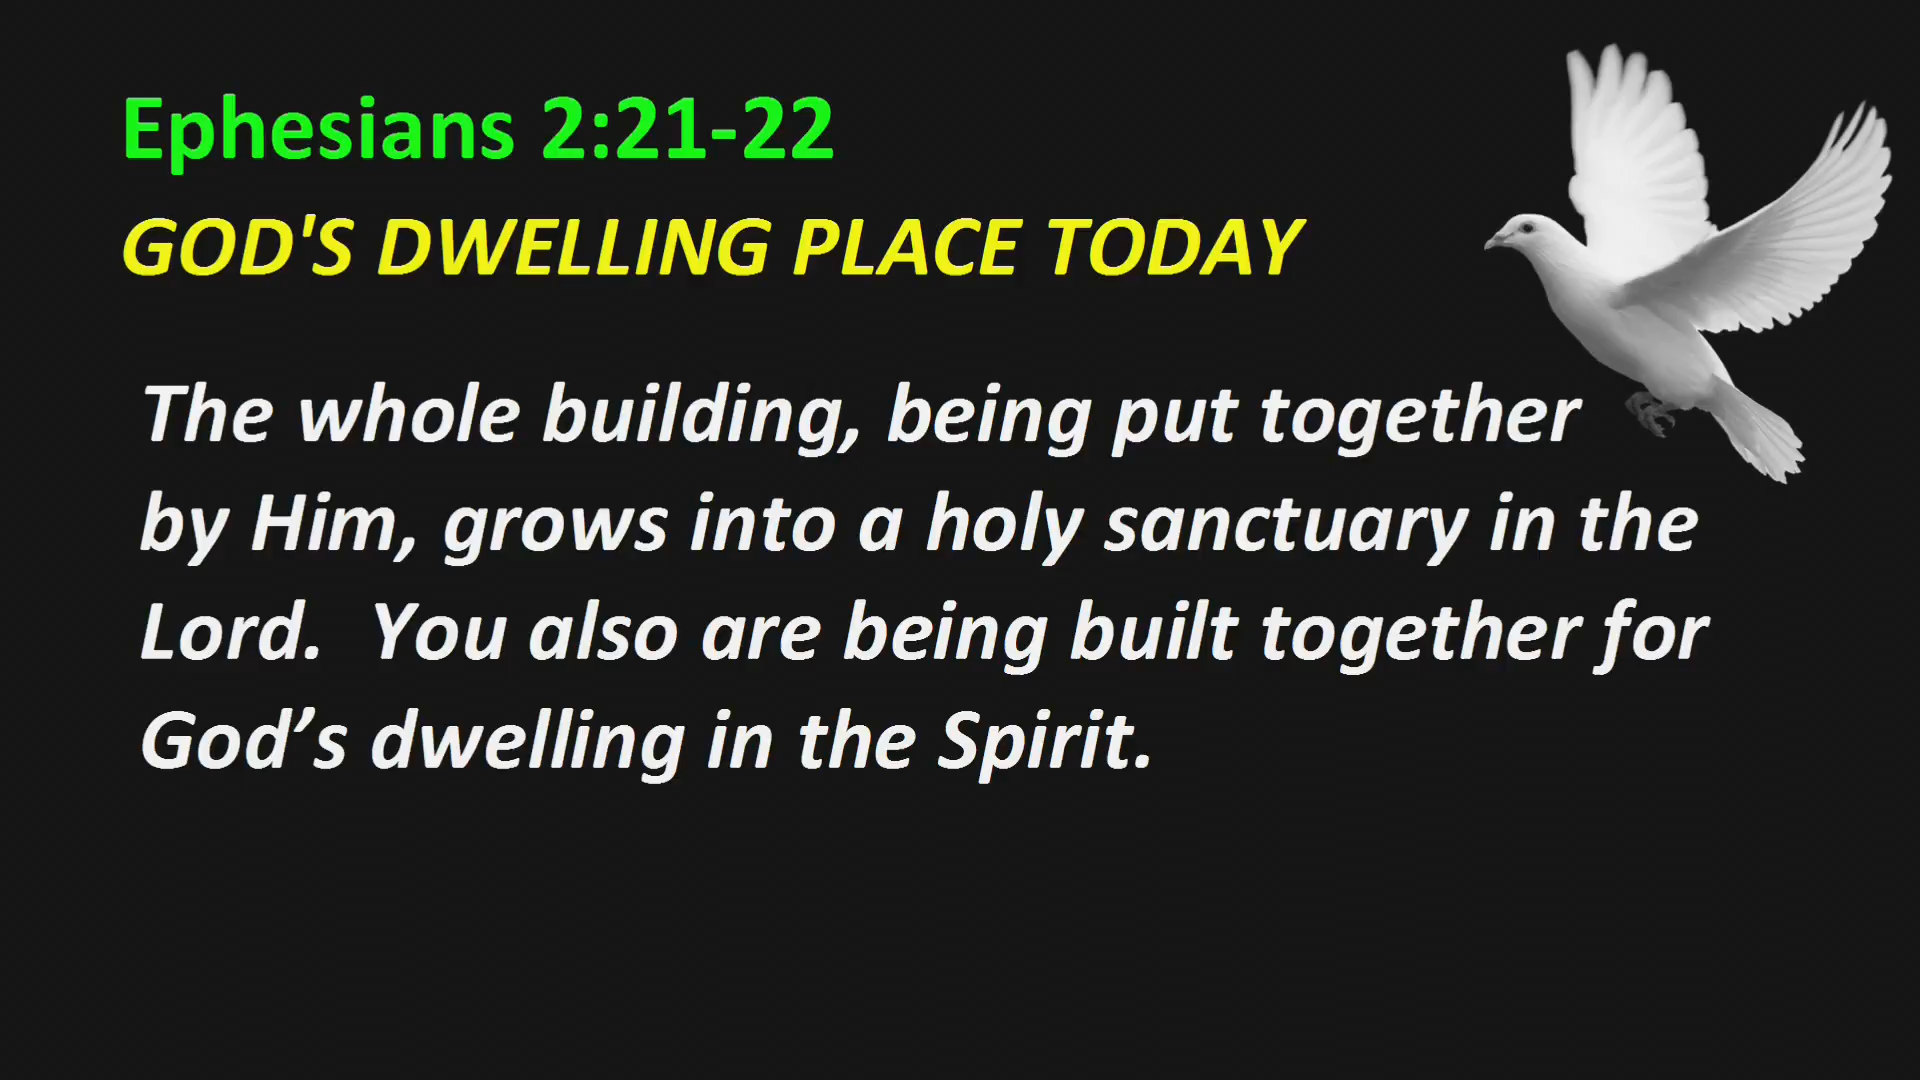 Ephesians 2:21-22
GOD'S DWELLING PLACE TODAY
The whole building, being put together
by Him, grows into a holy sanctuary in the
Lord.  You also are being built together for
God’s dwelling in the Spirit.